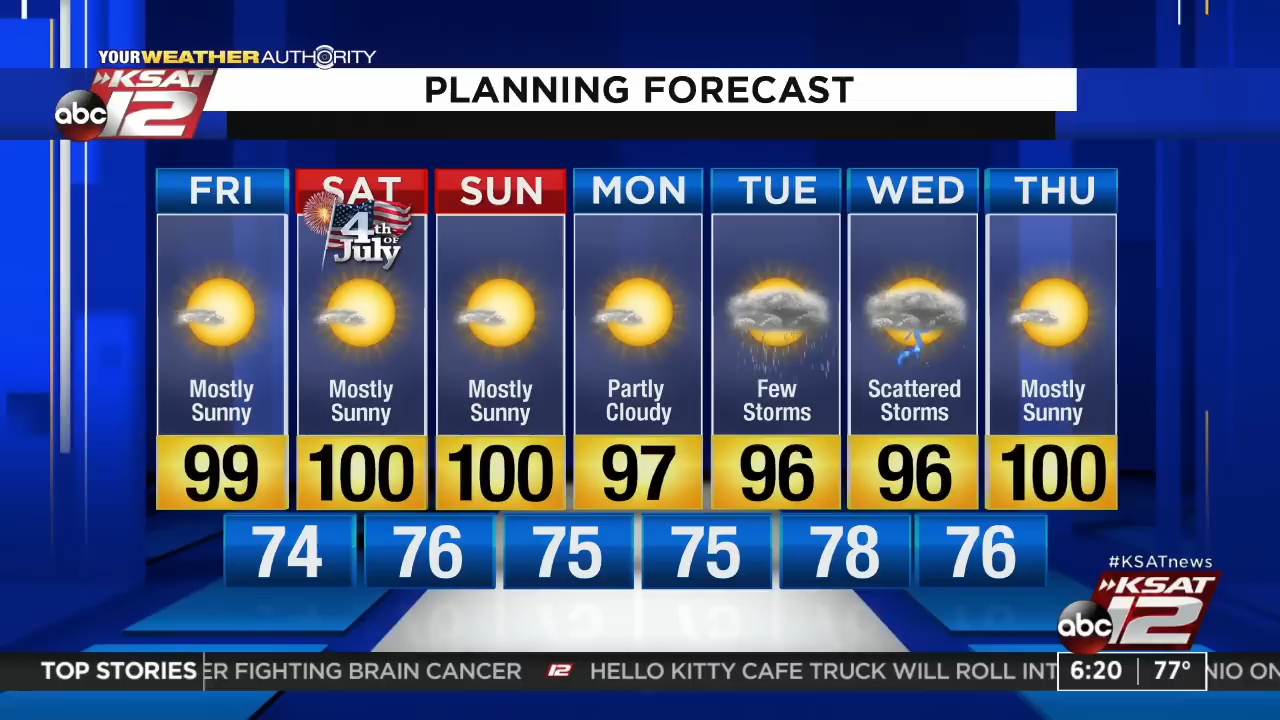 YOURWEATHERAUTHORITY
KSAT
abc 12
PLANNING FORECAST
FRI SAT SUN MON TUE WED THU
4th
OF
July
Mostly Mostly Mostly Partly Few Scattered Mostly
Sunny Sunny Sunny Cloudy Storms Storms Sunny
99 100 100 97 96 96 100
74 76 75 75 78 76
#KSATnews
KSAT
abc 12
TOP STORIES ER FIGHTING BRAIN CANCER 12 HELLO KITTY CAFE TRUCK WILL ROLL INT 6:20 77° NIO ON